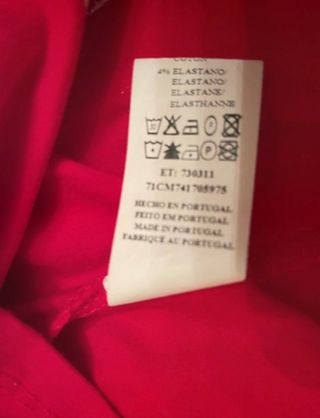 4% ELASTANO/
ELASTANO/
ELASTANE/
ELASTHANNE
ET: 730311
71CM741705975
HECHO EN PORTUGAL
FEITO EM PORTUGAL
MADE IN PORTUGAL
FABRIQUÉ AU PORTUGAL